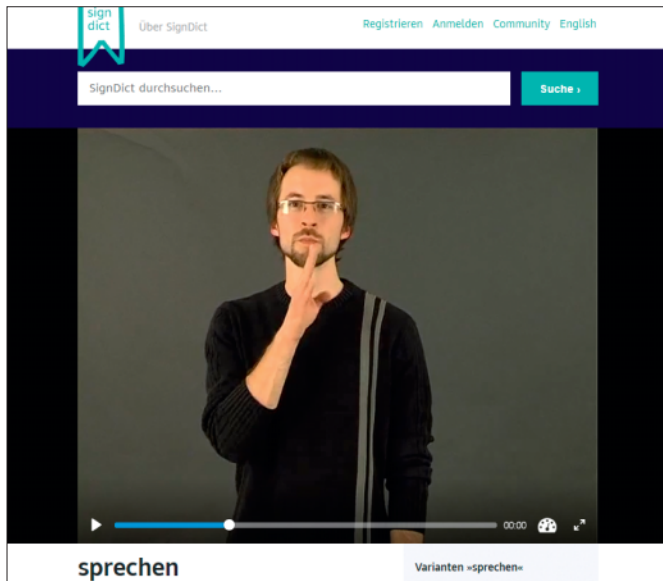 sign
dict
Über SignDict
Registrieren Anmelden Community English
SignDict durchsuchen...
Suche ›
00:00
sprechen
Varianten »sprechen«